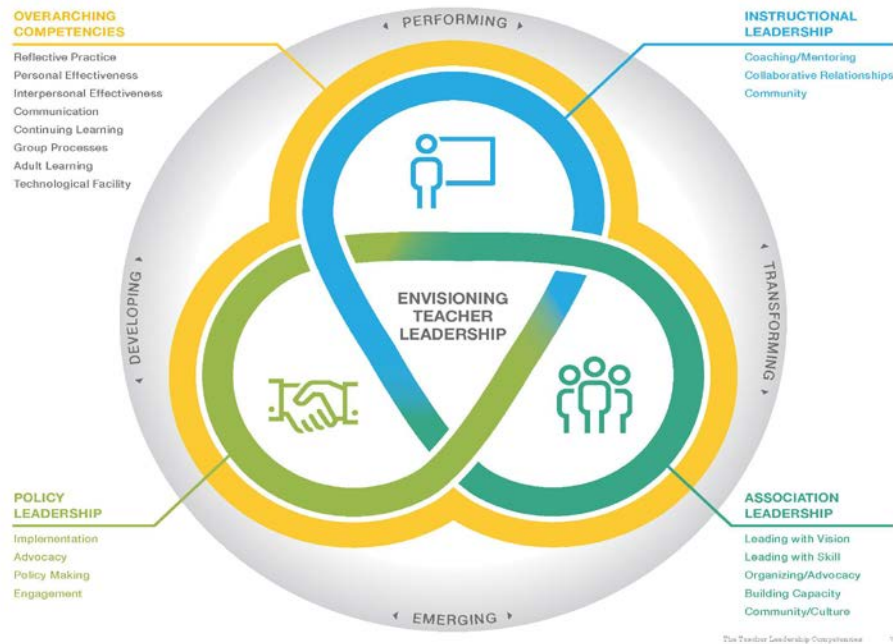 OVERARCHING
COMPETENCIES
Reflective Practice
Personal Effectiveness
Interpersonal Effectiveness
Communication
Continuing Learning
Group Processes
Adult Learning
Technological Facility
PERFORMING
INSTRUCTIONAL
LEADERSHIP
Coaching/Mentoring
Collaborative Relationships
Community
DEVELOPING
ENVISIONING
TEACHER
LEADERSHIP
TRANSFORMING
POLICY
LEADERSHIP
Implementation
Advocacy
Policy Making
Engagement
ASSOCIATION
LEADERSHIP
Leading with Vision
Leading with Skill
Organizing/Advocacy
Building Capacity
Community/Culture
EMERGING
The Teacher Leadership Competencies